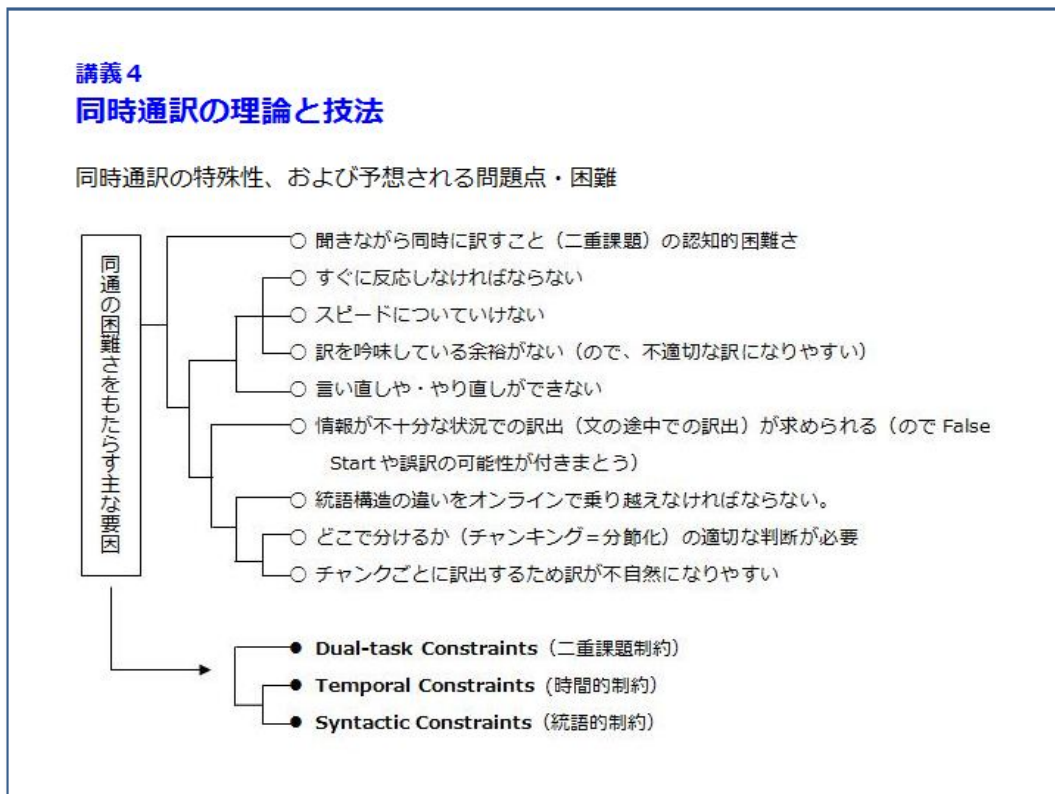 講義４
同時通訳の理論と技法
同時通訳の特殊性、および予想される問題点・困難
同通の困難さをもたらす主な要因
○ 聞きながら同時に訳すこと（二重課題）の認知的困難さ
○ すぐに反応しなければならない
○ スピードについていけない
○ 訳を吟味している余裕がない（ので、不適切な訳になりやすい）
○ 言い直しや・やり直しができない
○ 情報が不十分な状況での訳出（文の途中での訳出）が求められる（ので False
Start や誤訳の可能性が付きまとう）
○ 統語構造の違いをオンラインで乗り越えなければならない。
○ どこで分けるか（チャンキング＝分節化）の適切な判断が必要
○ チャンクごとに訳出するため訳が不自然になりやすい
● Dual-task Constraints（二重課題制約）
● Temporal Constraints (時間的制約）
● Syntactic Constraints（統語的制約）